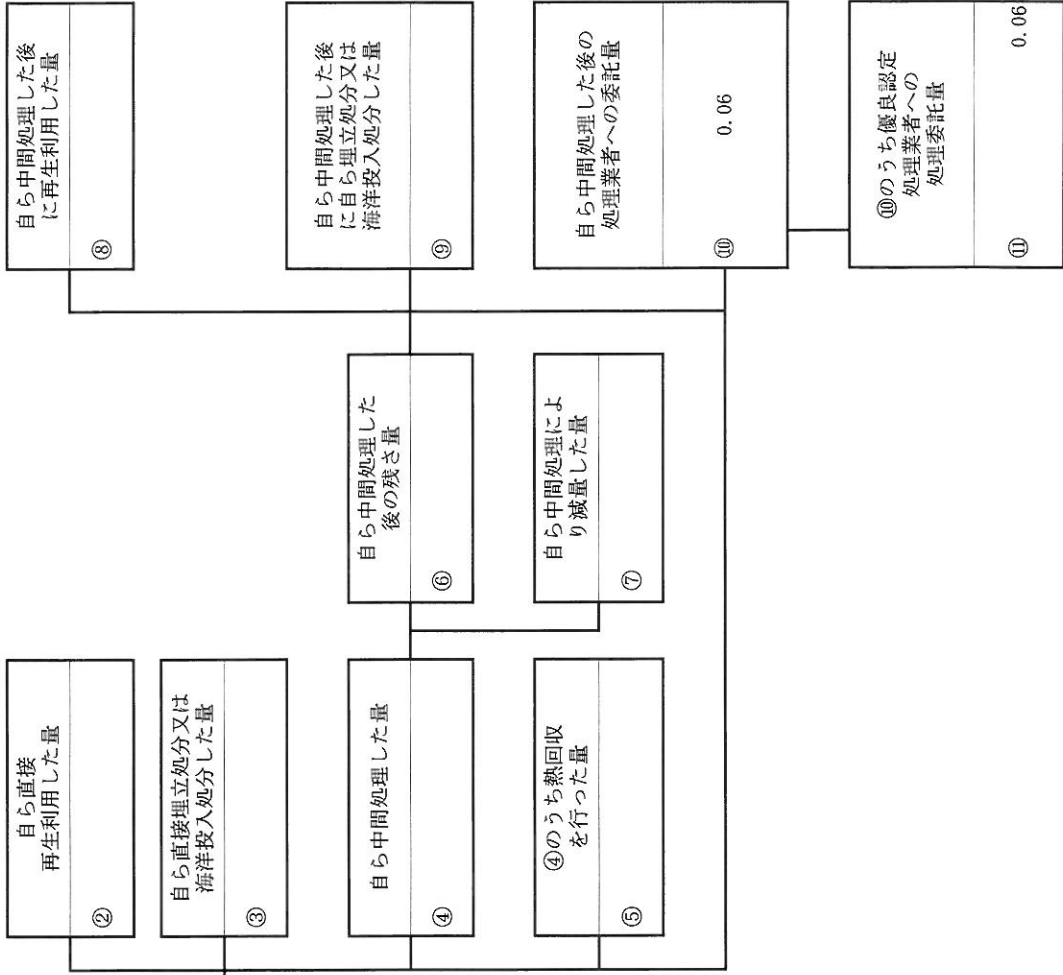 自ら直接
再生利用した量
②
自ら直接埋立処分又は
海洋投入処分した量
③
自ら中間処理した量
④
④のうち熱回収
を行った量
⑤
自ら中間処理した
後の残さ量
⑥
自ら中間処理によ
り減量した量
⑦
自ら中間処理した後
に再生利用した量
⑧
自ら中間処理した後
に自ら埋立処分又は
海洋投入処分した量
⑨
自ら中間処理した後の
処理業者への委託量
⑩
0.06
⑩のうち優良認定
処理業者への
処理委託量
⑪
0.06